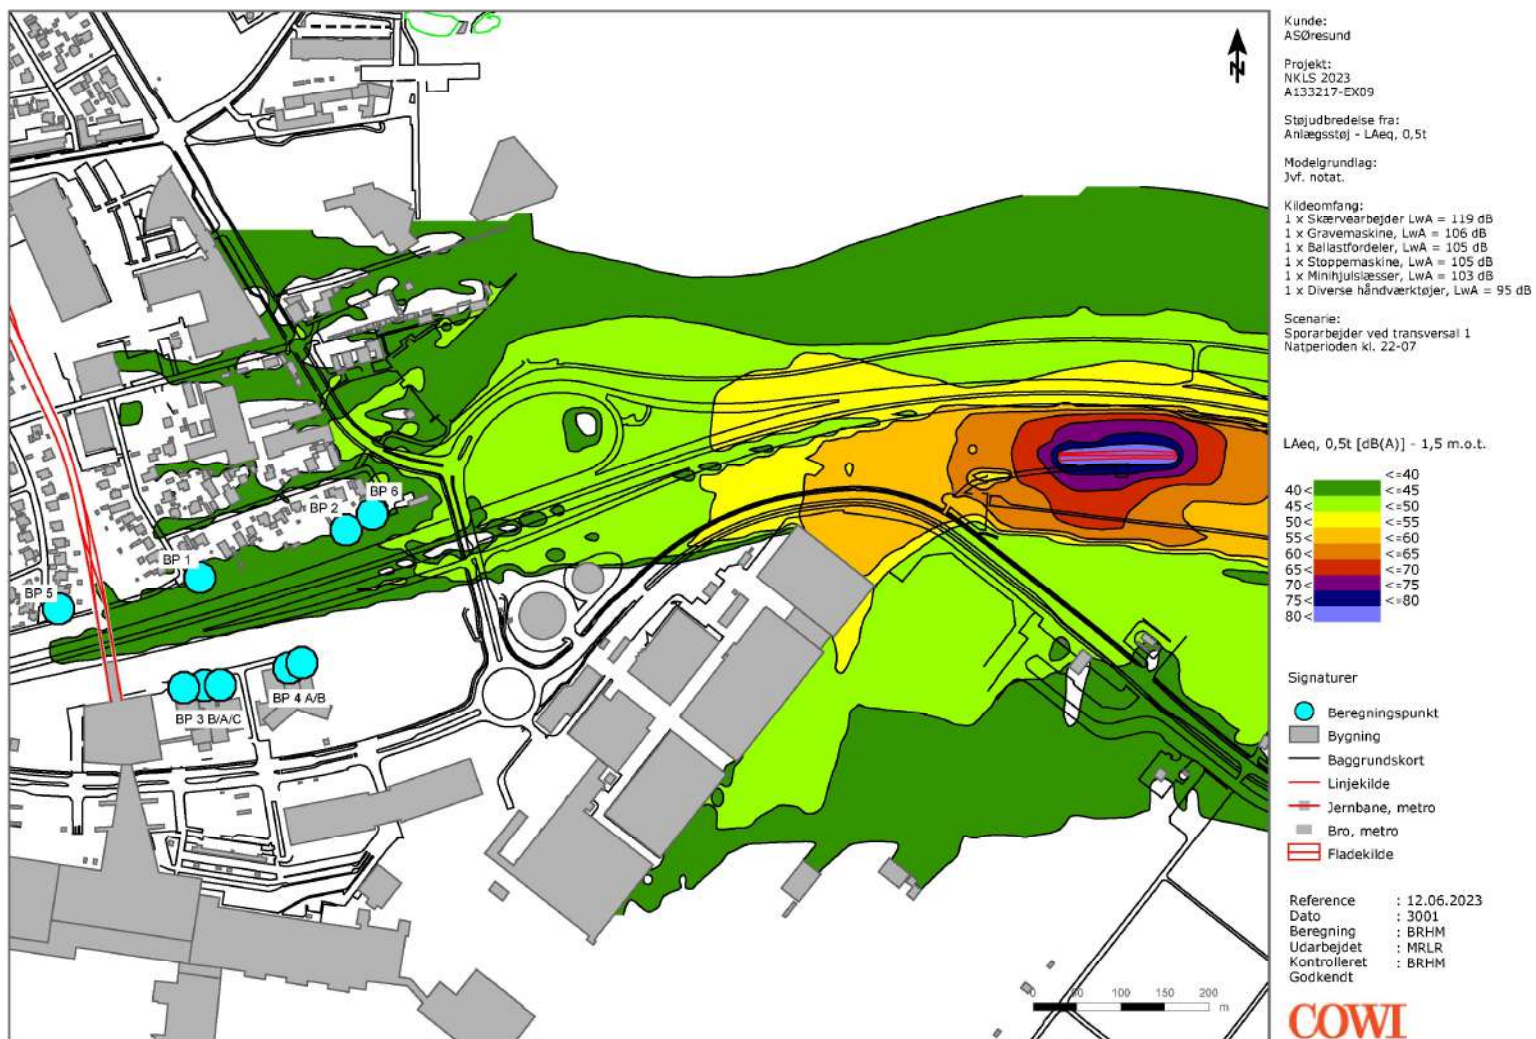 N
BP 6
BP 2
BP 1
BP 5
BP 4 A/B
BP 3 B/A/C
0 50 100 150 200
m
Kunde:
ASØresund
Projekt:
NKLS 2023
A133217-EX09
Støjudbredelse fra:
Anlægsstøj - LAeq, 0,5t
Modelgrundlag:
Jvf. notat.
Kildeomfang:
1 x Skærvearbejder LwA = 119 dB
1 x Gravemaskine, LwA = 106 dB
1 x Ballastfordeler, LwA = 105 dB
1 x Stoppemaskine, LwA = 105 dB
1 x Minihjulslæsser, LwA = 103 dB
1 x Diverse håndværktøjer, LwA = 95 dB
Scenarie:
Sporarbejder ved transversal 1
Natperioden kl. 22-07
LAeq, 0,5t [dB(A)] - 1,5 m.o.t.
<=40
40< <=45
45< <=50
50< <=55
55< <=60
60< <=65
65< <=70
70< <=75
75< <=80
80<
Signaturer
Beregningspunkt
Bygning
Baggrundskort
Linjekilde
Jernbane, metro
Bro, metro
Fladekilde
Reference : 12.06.2023
Dato : 3001
Beregning : BRHM
Udarbejdet : MRLR
Kontrolleret : BRHM
Godkendt
COWI